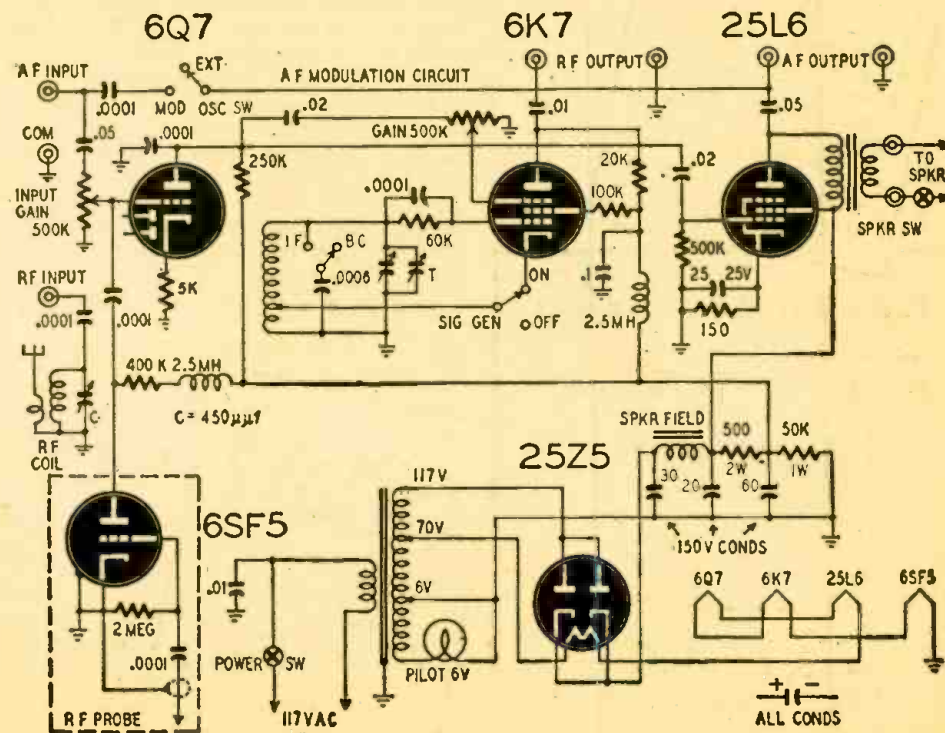 6Q7
6K7
25L6
AF INPUT
EXT
AF MODULATION CIRCUIT
RF OUTPUT
AF OUTPUT
.0001
MOD
OSC SW
.02
.01
.05
COM
.05
.0001
GAIN 500K
250K
20K
.02
TO
SPKR
INPUT
GAIN
500K
.0001
100K
SPKR SW
IF
BC
60K
ON
500K
RF INPUT
5K
.0006
T
.1
25
25V
.0001
.0001
SIG GEN
OFF
2.5MH
150
400K
2.5MH
C
C=450μμf
RF
COIL
SPKR FIELD
500
50K
25Z5
2W
1W
117V
30
20
60
6SF5
70V
150V CONDS
.01
6V
6Q7
6K7
25L6
6SF5
2 MEG
.0001
POWER
SW
PILOT 6V
+ −
RF PROBE
117VAC
ALL CONDS